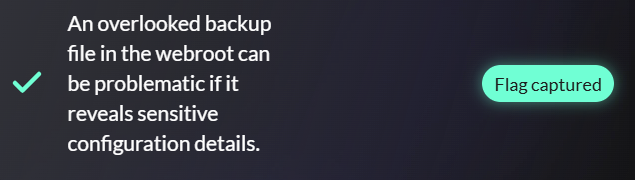 An overlooked backup
file in the webroot can
be problematic if it
reveals sensitive
configuration details.
Flag captured